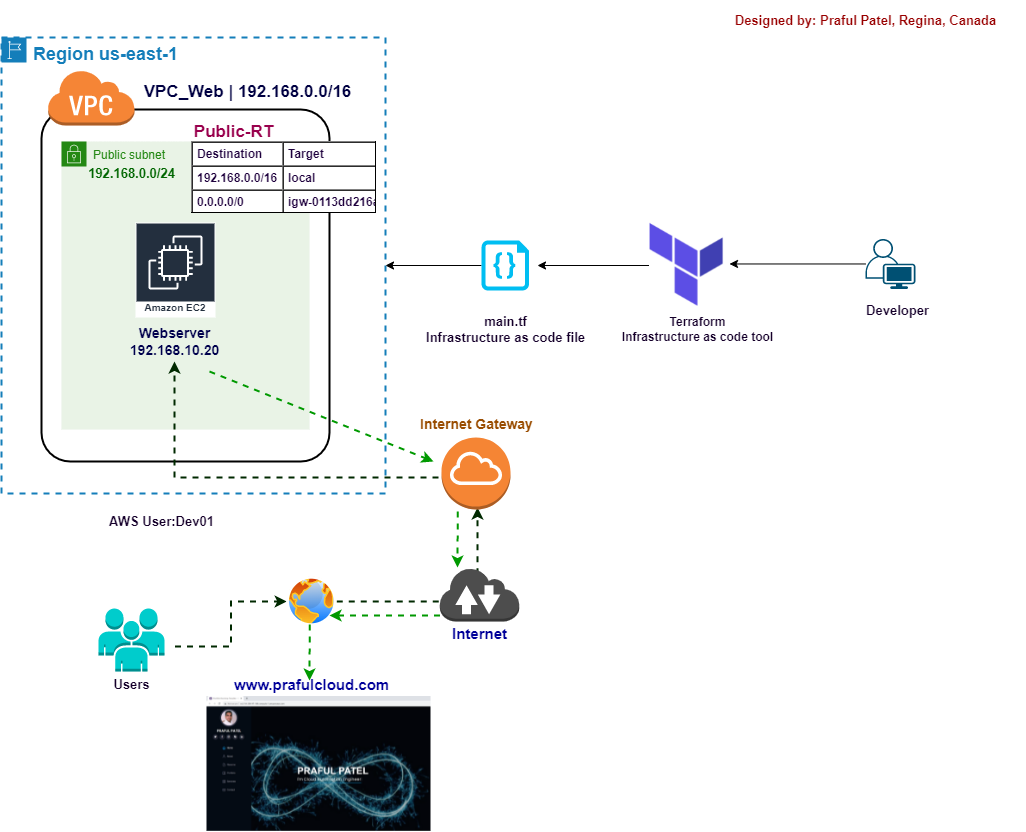 Designed by: Praful Patel, Regina, Canada
Region us-east-1
VPC_Web | 192.168.0.0/16
VPC
Public-RT
Destination Target
192.168.0.0/16 local
0.0.0.0/0 igw-0113dd216a
Public subnet
192.168.0.0/24
Amazon EC2
Webserver
192.168.10.20
{}
main.tf
Infrastructure as code file
Terraform
Infrastructure as code tool
Developer
Internet Gateway
AWS User:Dev01
Internet
Users
www.prafulcloud.com
PRAFUL PATEL
PRAFUL PATEL